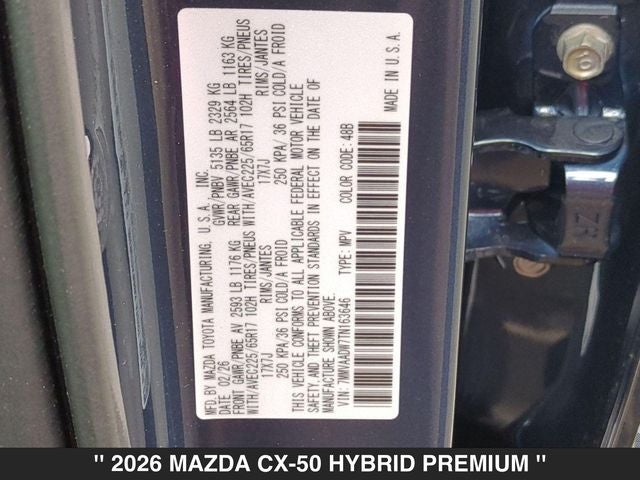 MFD. BY MAZDA TOYOTA MANUFACTURING, U.S.A., INC.
DATE 02/26 GVWR/PNBV 5135 LB 2329 KG
FRONT GAWR/PNBE AV 2593 LB 1176 KG REAR GAWR/PNBE AR 2564 LB 1163 KG
WITH/AVEC225/65R17 102H TIRES/PNEUS WITH/AVEC225/65R17 102H TIRES/PNEUS
17X7J RIMS/JANTES 17X7J RIMS/JANTES
250 KPA/36 PSI COLD/A FROID 250 KPA/ 36 PSI COLD/A FROID
THIS VEHICLE CONFORMS TO ALL APPLICABLE FEDERAL MOTOR VEHICLE
SAFETY, AND THEFT PREVENTION STANDARDS IN EFFECT ON THE DATE OF
MANUFACTURE SHOWN ABOVE.
VIN: 7MMVAADW7TN163646 TYPE: MPV COLOR CODE: 48B MADE IN U.S.A.
ZR
" 2026 MAZDA CX-50 HYBRID PREMIUM "